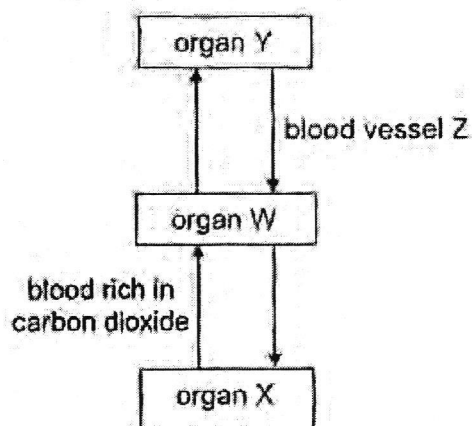 organ Y
blood vessel Z
organ W
blood rich in
carbon dioxide
organ X